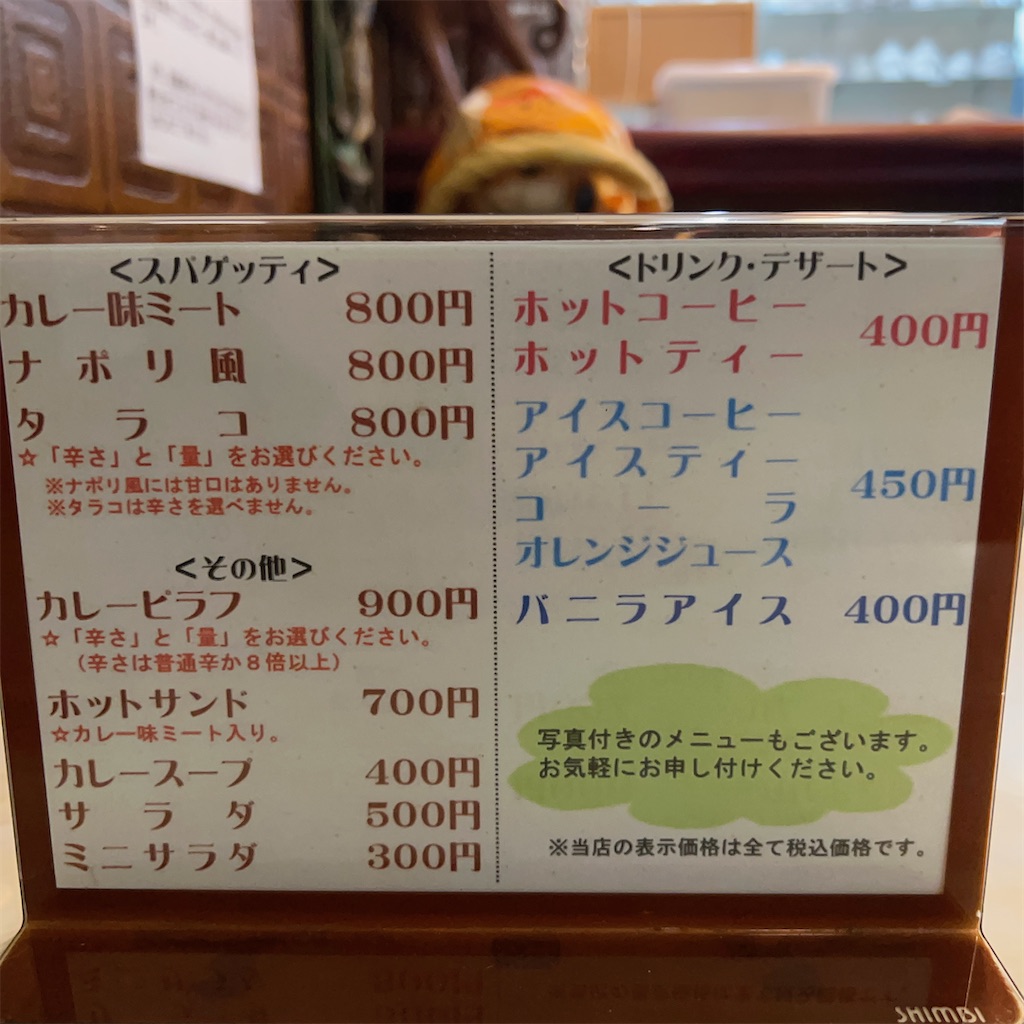 <スパゲッティ>
カレー味ミート 800円
ナポリ風 800円
タラコ 800円
☆「辛さ」と「量」をお選びください。
※ナポリ風には甘口はありません。
※タラコは辛さを選べません。
<その他>
カレーピラフ 900円
☆「辛さ」と「量」をお選びください。
（辛さは普通辛か８倍以上）
ホットサンド 700円
☆カレー味ミート入り。
カレースープ 400円
サラダ 500円
ミニサラダ 300円
<ドリンク・デザート>
ホットコーヒー
ホットティー
400円
アイスコーヒー
アイスティー
コーラ
オレンジジュース
450円
バニラアイス 400円
写真付きのメニューもございます。
お気軽にお申し付けください。
※当店の表示価格は全て税込価格です。
SHIMBI